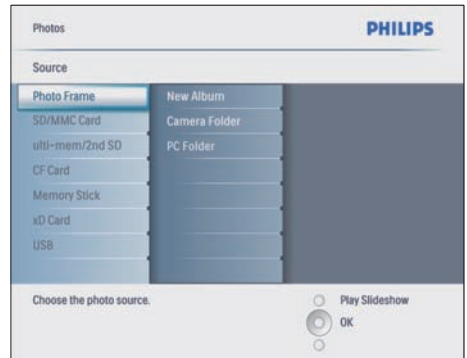 Photos
PHILIPS
Source
Photo Frame
New Album
SD/MMC Card
Camera Folder
ulti-mem/2nd SD
PC Folder
CF Card
Memory Stick
xD Card
USB
Choose the photo source.
Play Slideshow
OK